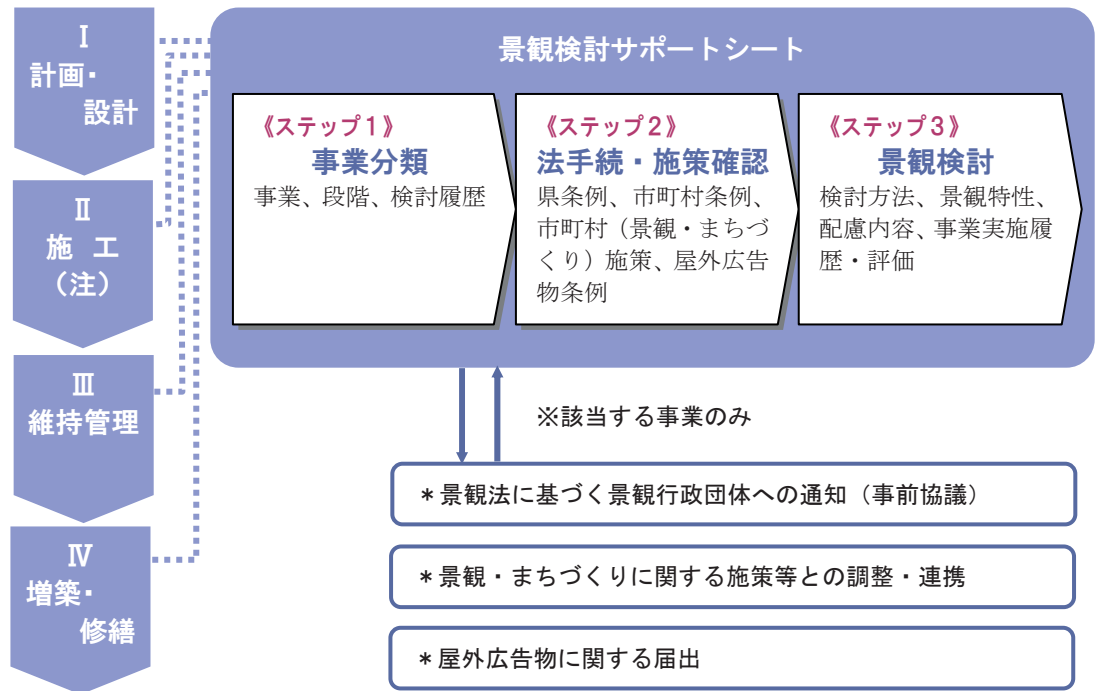 Ⅰ
計画・
設計
Ⅱ
施 工
（注）
Ⅲ
維持管理
Ⅳ
増築・
修繕
景観検討サポートシート
《ステップ１》
事業分類
事業、段階、検討履歴
《ステップ２》
法手続・施策確認
県条例、市町村条例、
市町村（景観・まちづ
くり）施策、屋外広告
物条例
《ステップ３》
景観検討
検討方法、景観特性、
配慮内容、事業実施履
歴・評価
※該当する事業のみ
＊景観法に基づく景観行政団体への通知（事前協議）
＊景観・まちづくりに関する施策等との調整・連携
＊屋外広告物に関する届出